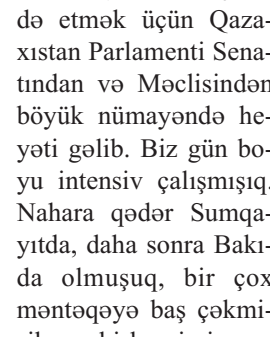 də etmək üçün Qaza-
xıstan Parlamenti Sena-
tından və Məclisindən
böyük nümayəndə he-
yəti gəlib. Biz gün bo-
yu intensiv çalışmışıq.
Nahara qədər Sumqa-
yıtda, daha sonra Bakı-
da olmuşuq, bir çox
məntəqəyə baş çəkmi-